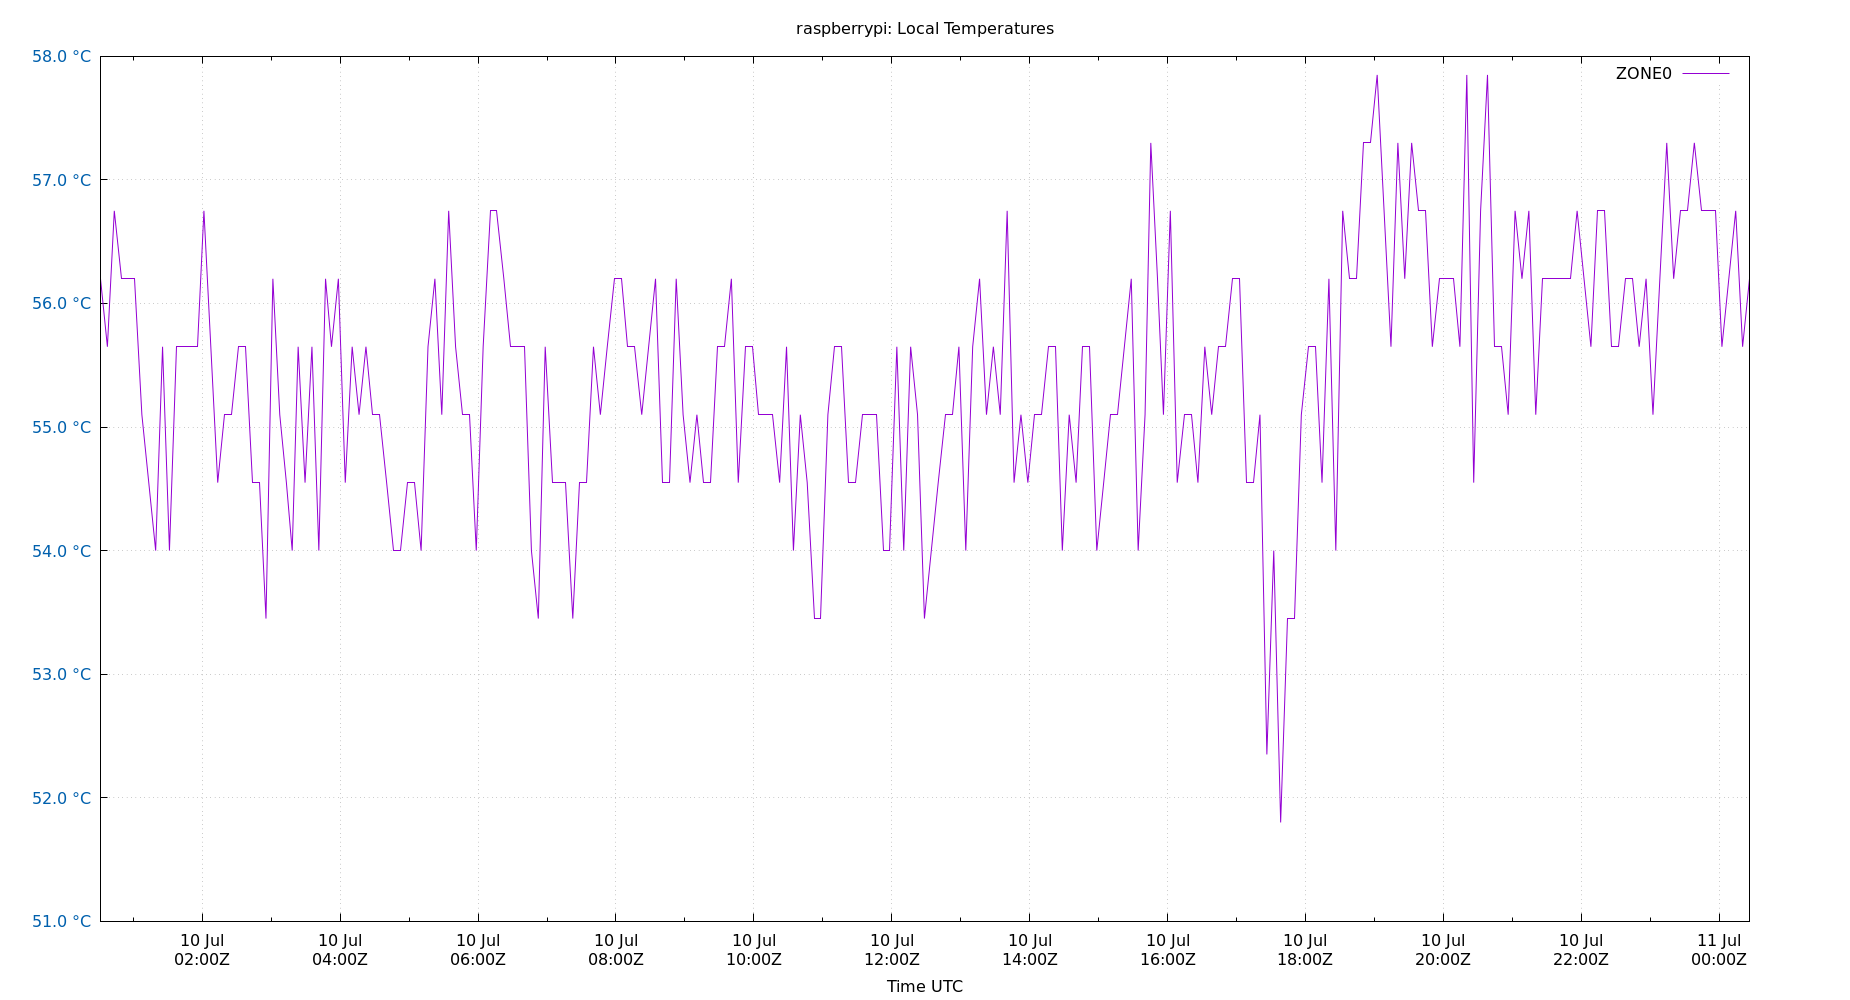 raspberrypi: Local Temperatures
58.0 °C
ZONE0
57.0 °C
56.0 °C
55.0 °C
54.0 °C
53.0 °C
52.0 °C
51.0 °C
10 Jul 10 Jul 10 Jul 10 Jul 10 Jul 10 Jul 10 Jul 10 Jul 10 Jul 10 Jul 10 Jul 11 Jul
02:00Z 04:00Z 06:00Z 08:00Z 10:00Z 12:00Z 14:00Z 16:00Z 18:00Z 20:00Z 22:00Z 00:00Z
Time UTC